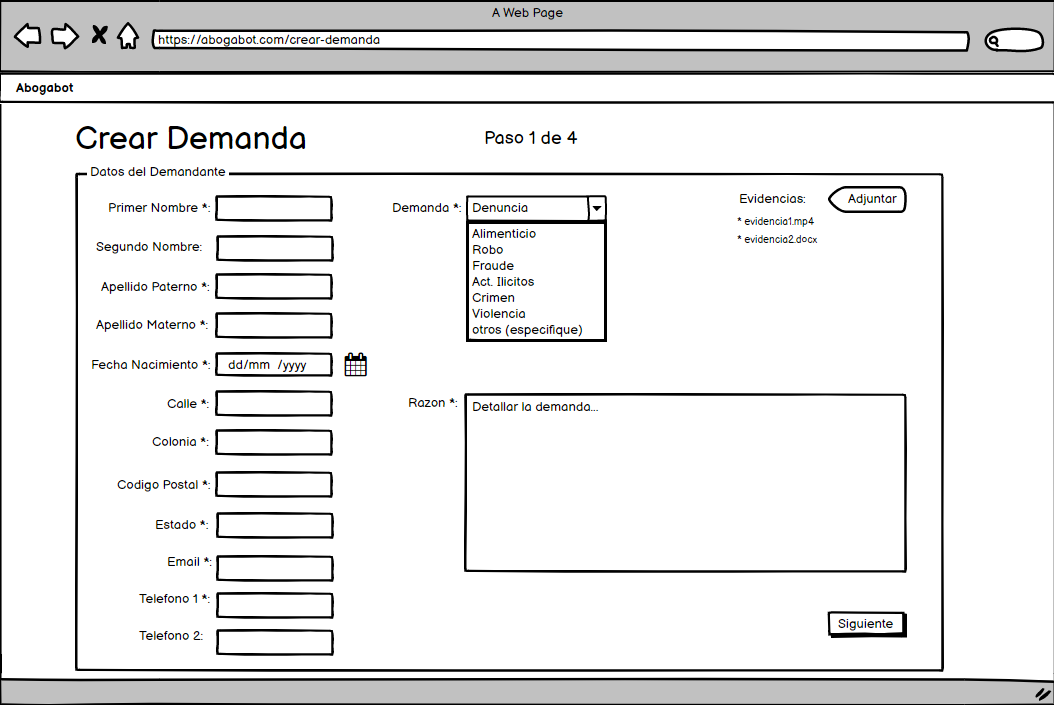 A Web Page
https://abogabot.com/crear-demanda
Abogabot
Crear Demanda
Paso 1 de 4
Datos del Demandante
Primer Nombre *:
Segundo Nombre:
Apellido Paterno *:
Apellido Materno *:
Fecha Nacimiento *:
dd/mm /yyyy
Calle *:
Colonia *:
Codigo Postal *:
Estado *:
Email *:
Telefono 1 *:
Telefono 2:
Demanda *:
Denuncia
Alimenticio
Robo
Fraude
Act. Ilicitos
Crimen
Violencia
otros (especifique)
Razon *:
Detallar la demanda...
Evidencias:
Adjuntar
* evidencia1.mp4
* evidencia2.docx
Siguiente